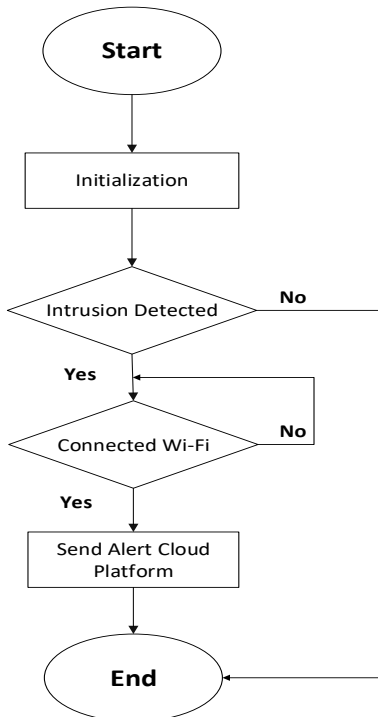 Start
Initialization
Intrusion Detected
No
Yes
Connected Wi-Fi
No
Yes
Send Alert Cloud
Platform
End